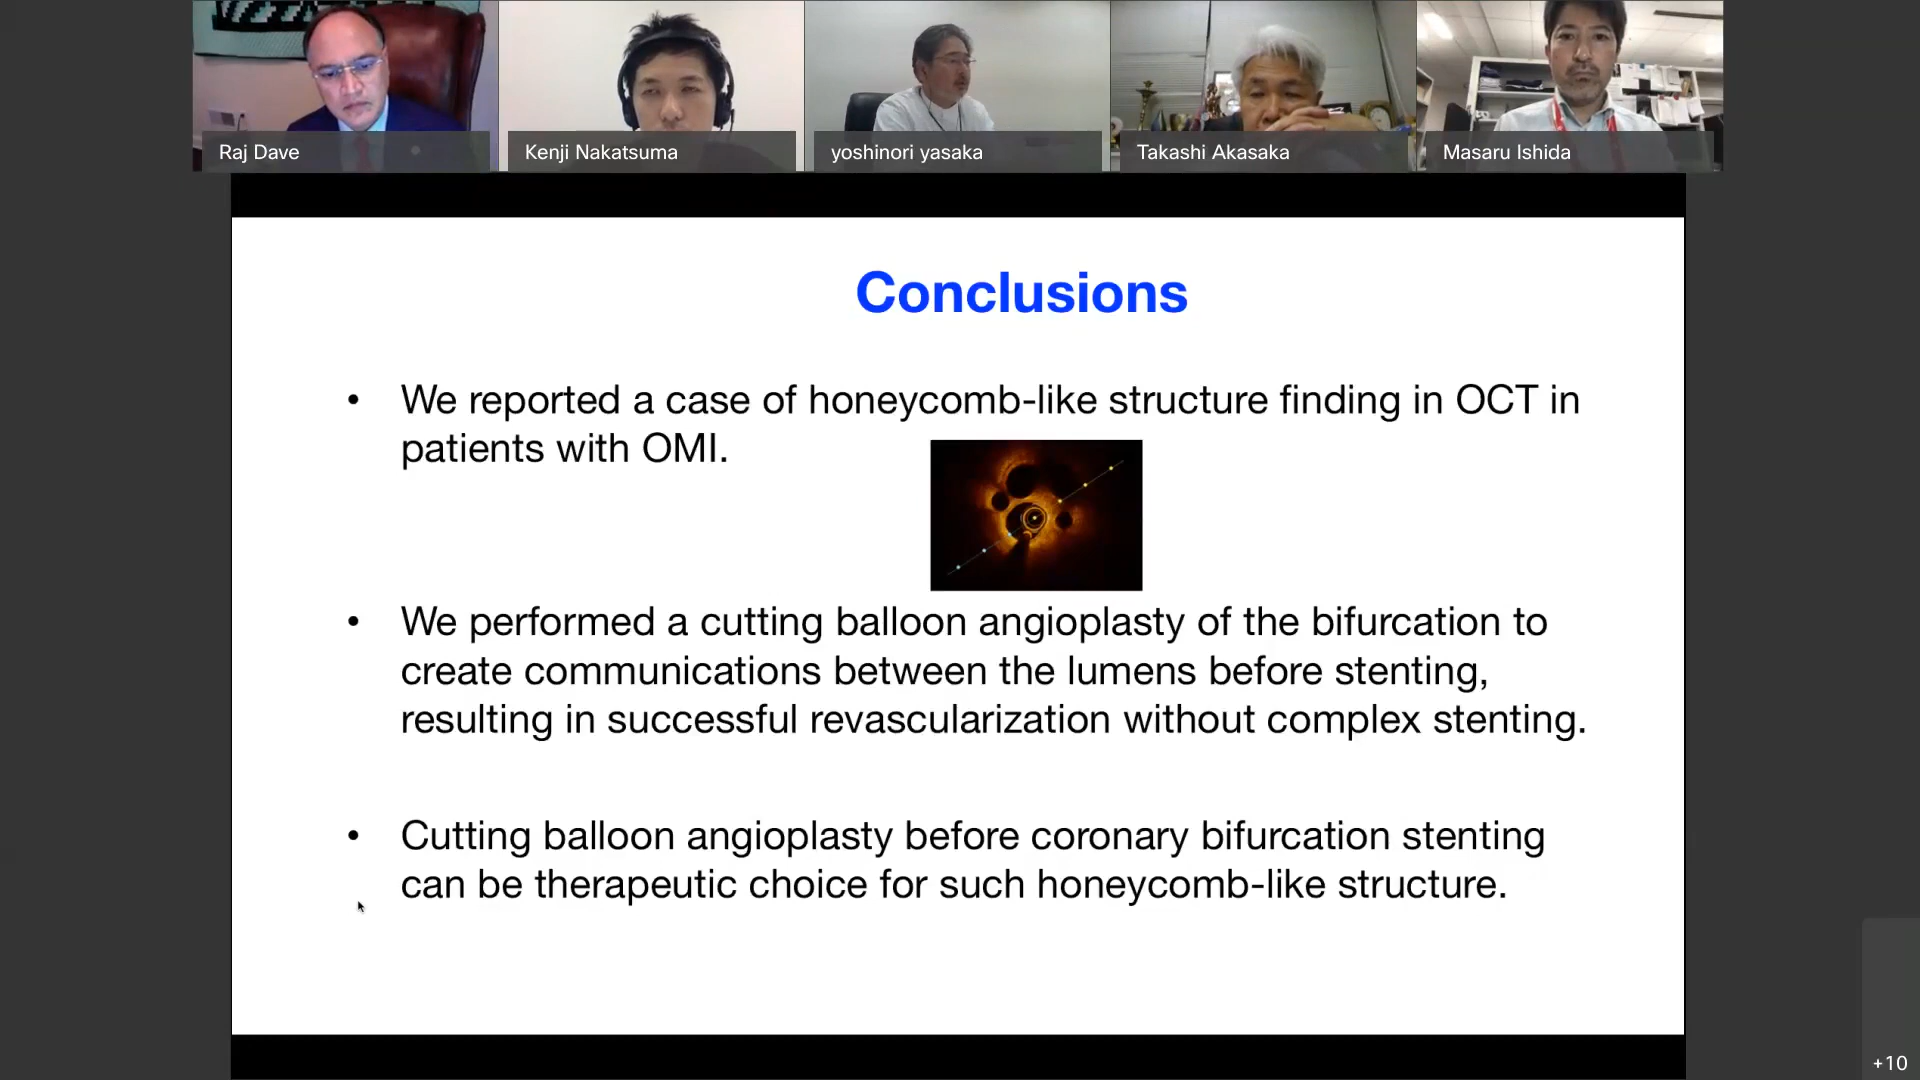 Raj Dave
Kenji Nakatsuma
yoshinori yasaka
Takashi Akasaka
Masaru Ishida
Conclusions
• We reported a case of honeycomb-like structure finding in OCT in
patients with OMI.
• We performed a cutting balloon angioplasty of the bifurcation to
create communications between the lumens before stenting,
resulting in successful revascularization without complex stenting.
• Cutting balloon angioplasty before coronary bifurcation stenting
can be therapeutic choice for such honeycomb-like structure.
+10